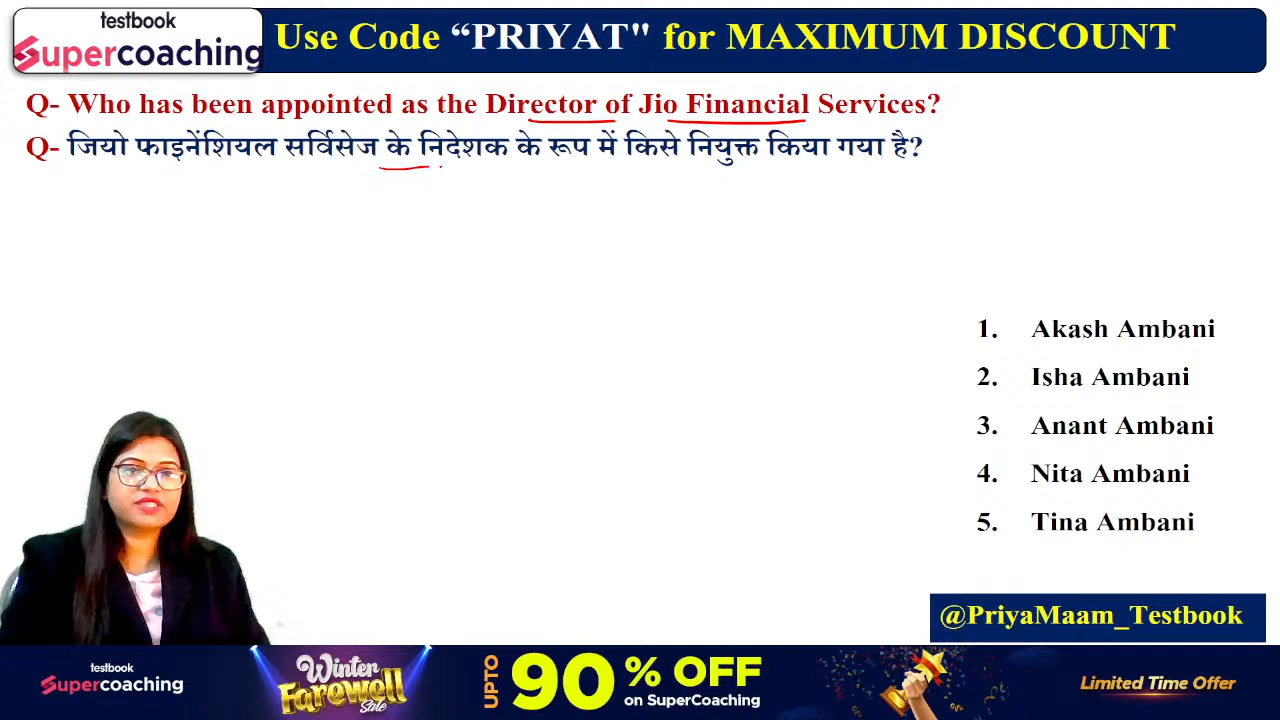 testbook
Supercoaching
Use Code “PRIYAT" for MAXIMUM DISCOUNT
Q- Who has been appointed as the Director of Jio Financial Services?
Q- जियो फाइनेंशियल सर्विसेज के निदेशक के रूप में किसे नियुक्त किया गया है?
1. Akash Ambani
2. Isha Ambani
3. Anant Ambani
4. Nita Ambani
5. Tina Ambani
@PriyaMaam_Testbook
testbook
Supercoaching
Winter
Farewell
Sale
UPTO 90 % OFF
on SuperCoaching
Limited Time Offer